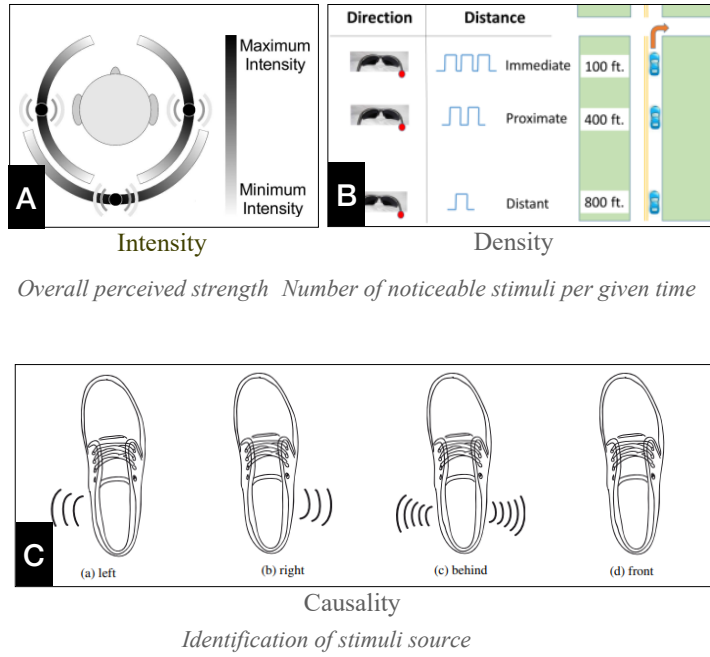 Maximum
Intensity
Minimum
Intensity
A
Intensity
Overall perceived strength
Direction
Distance
Immediate
100 ft.
Proximate
400 ft.
Distant
800 ft.
B
Density
Number of noticeable stimuli per given time
C
(a) left
(b) right
(c) behind
(d) front
Causality
Identification of stimuli source